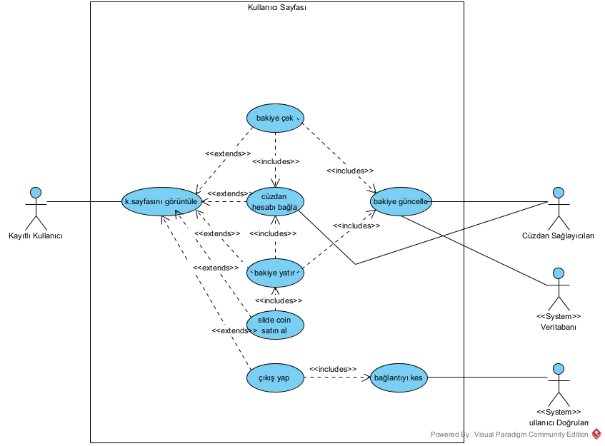 Kullanıcı Sayfası
bakiye çek
<<extends>>
<<includes>>
<<includes>>
k.sayfasını görüntüle
<<extends>>
cüzdan
hesabı bağla
bakiye güncelle
Kayıtlı Kullanıcı
Cüzdan Sağlayıcıları
<<includes>>
<<extends>>
bakiye yatır
<<includes>>
slide coin
satın al
<<extends>>
<<System>>
Veritabanı
çıkış yap
<<includes>>
bağlantıyı kes
<<System>>
ullanıcı Doğrulan
Powered By: Visual Paradigm Community Edition